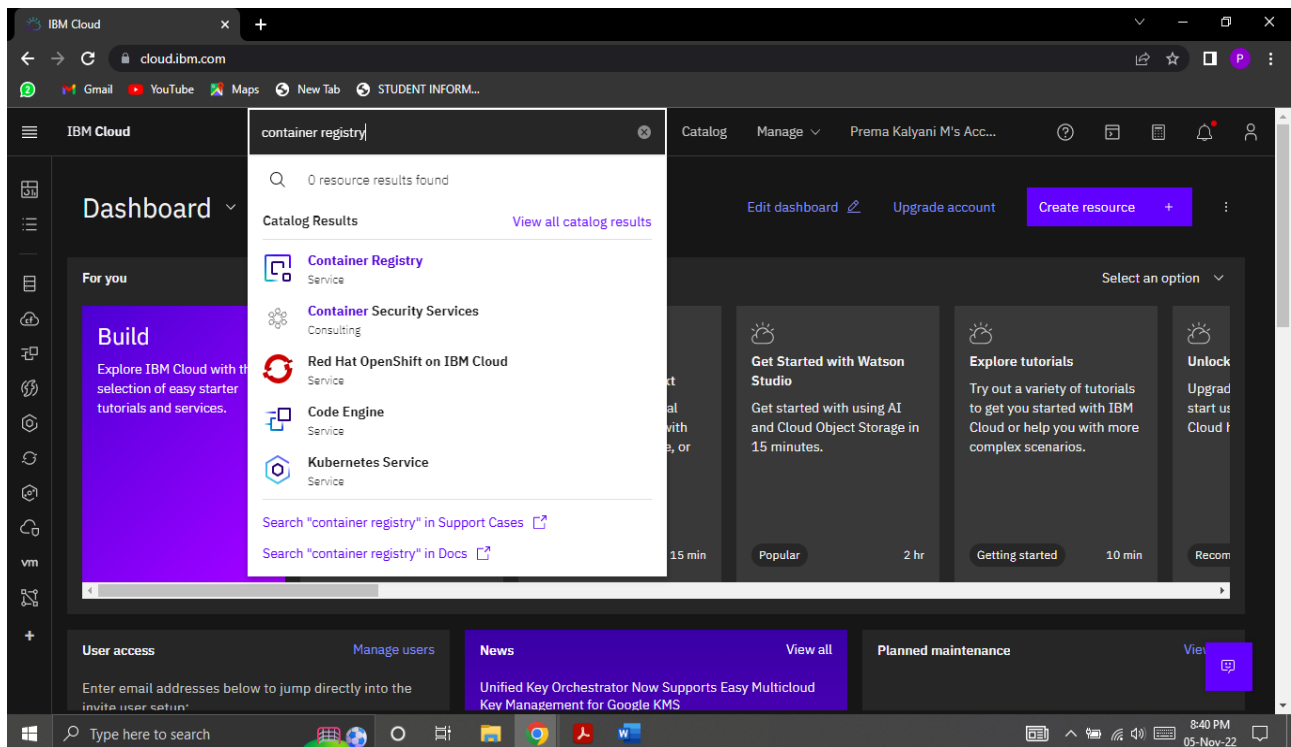 IBM Cloud
cloud.ibm.com
P
2
Gmail
YouTube
Maps
New Tab
STUDENT INFORM...
IBM Cloud
container registry
Catalog
Manage
Prema Kalyani M's Acc...
0 resource results found
Catalog Results
View all catalog results
Container Registry
Service
Container Security Services
Consulting
Red Hat OpenShift on IBM Cloud
Service
Code Engine
Service
Kubernetes Service
Service
Search "container registry" in Support Cases
Search "container registry" in Docs
Dashboard
Edit dashboard
Upgrade account
Create resource +
For you
Select an option
Build
Explore IBM Cloud with th
selection of easy starter
tutorials and services.
15 min
Get Started with Watson
Studio
Get started with using AI
and Cloud Object Storage in
15 minutes.
Popular
2 hr
Explore tutorials
Try out a variety of tutorials
to get you started with IBM
Cloud or help you with more
complex scenarios.
Getting started
10 min
Unlock
Upgrad
start us
Cloud
Recom
vm
User access
Manage users
Enter email addresses below to jump directly into the
invite user setup:
News
View all
Unified Key Orchestrator Now Supports Easy Multicloud
Key Management for Google KMS
Planned maintenance
View
Type here to search
8:40 PM
05-Nov-22